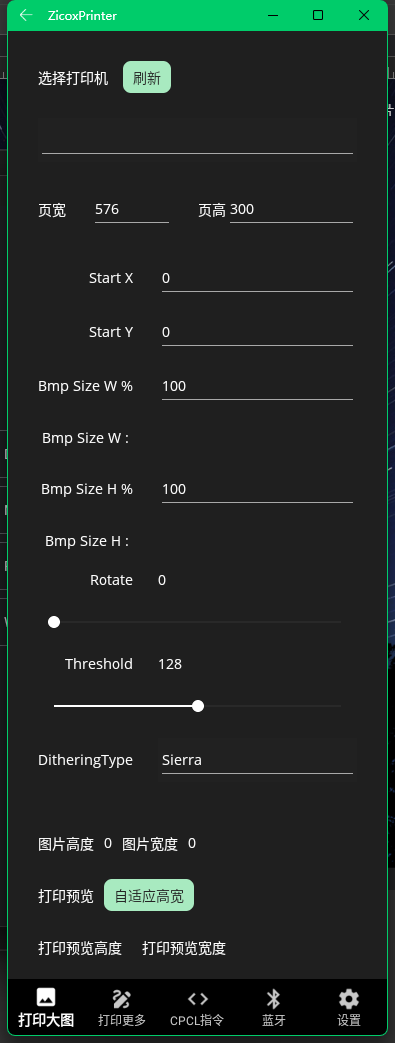 ZicoxPrinter
选择打印机 刷新
页宽 576 页高 300
Start X 0
Start Y 0
Bmp Size W % 100
Bmp Size W :
Bmp Size H % 100
Bmp Size H :
Rotate 0
Threshold 128
DitheringType Sierra
图片高度 0 图片宽度 0
打印预览 自适应高宽
打印预览高度 打印预览宽度
打印大图 打印更多 CPCL指令 蓝牙 设置